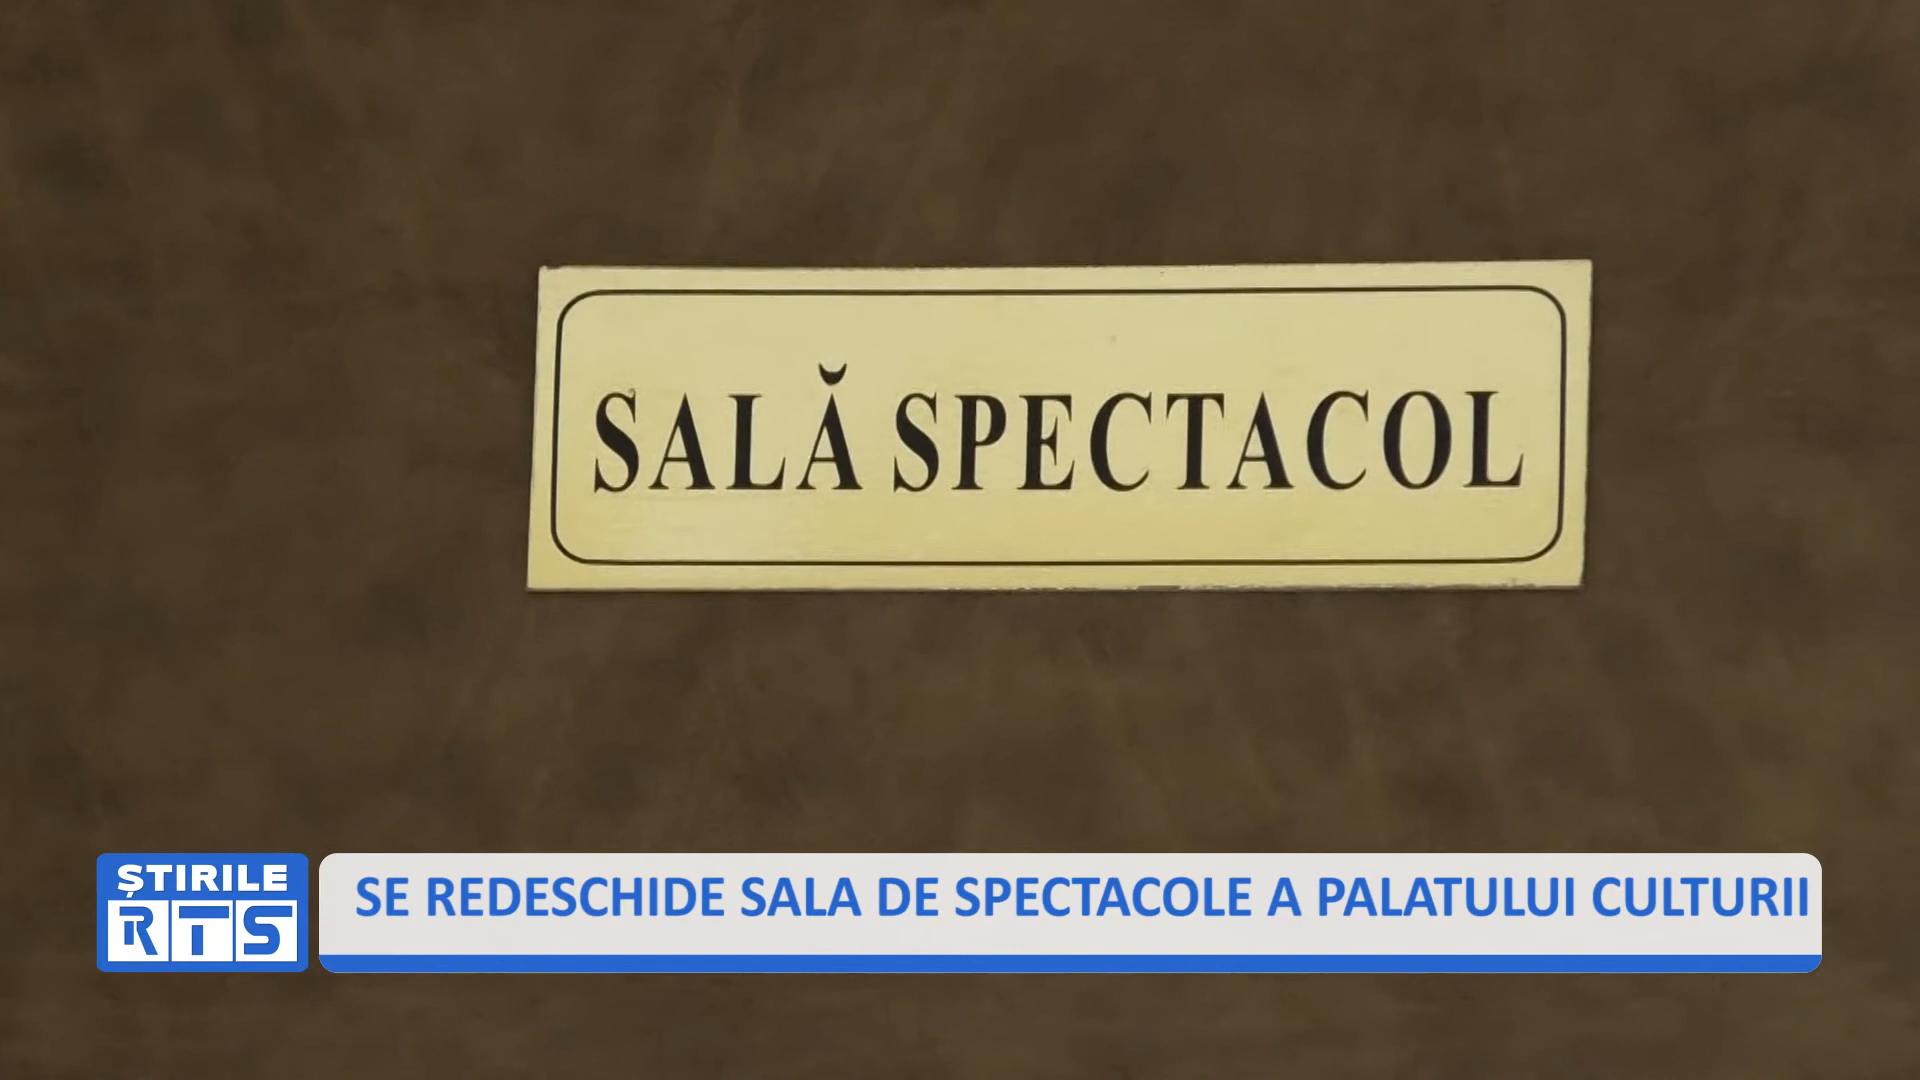 SALĂ SPECTACOL
ȘTIRILE
RTS
SE REDESCHIDE SALA DE SPECTACOLE A PALATULUI CULTURII